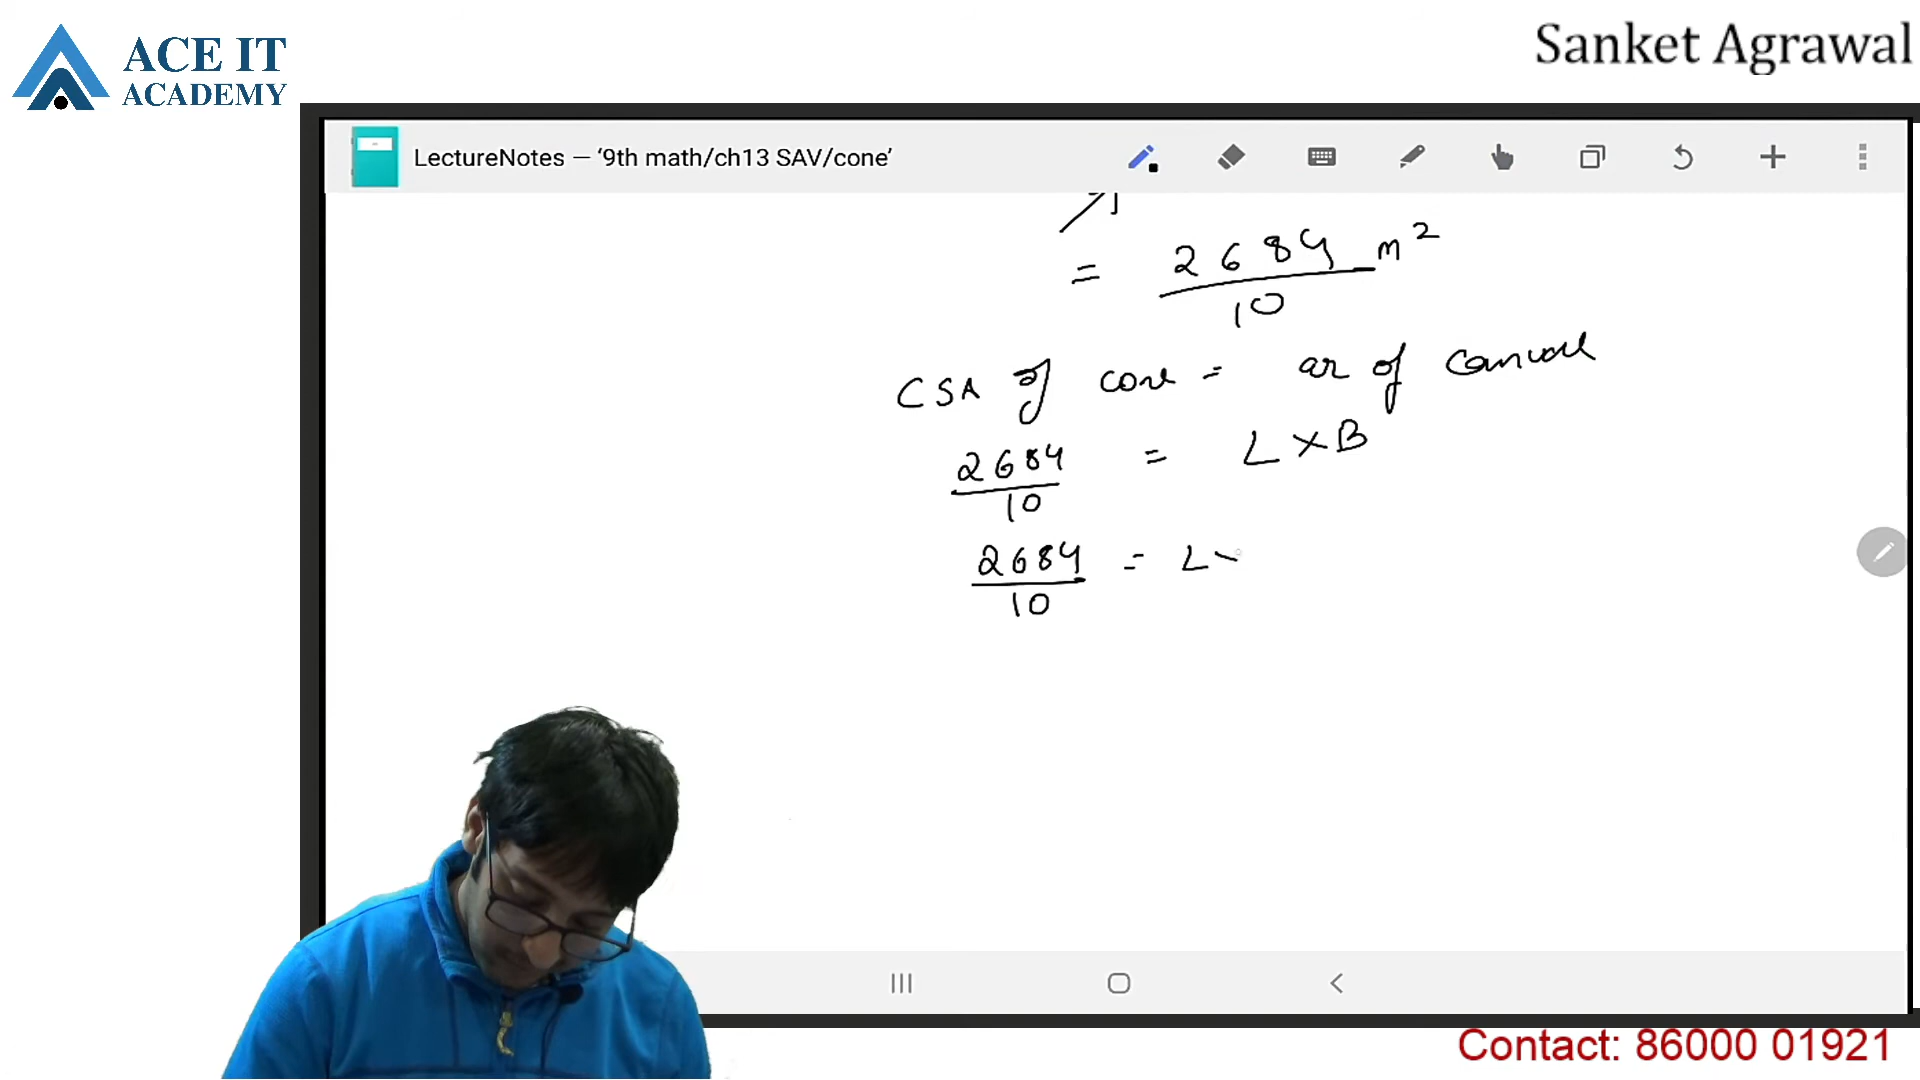 ACE IT
ACADEMY
Sanket Agrawal
LectureNotes — ‘9th math/ch13 SAV/cone’
= 2684/10 m²
CSA of cone = ar of canvas
2684/10 = L × B
2684/10 = L
Contact: 86000 01921